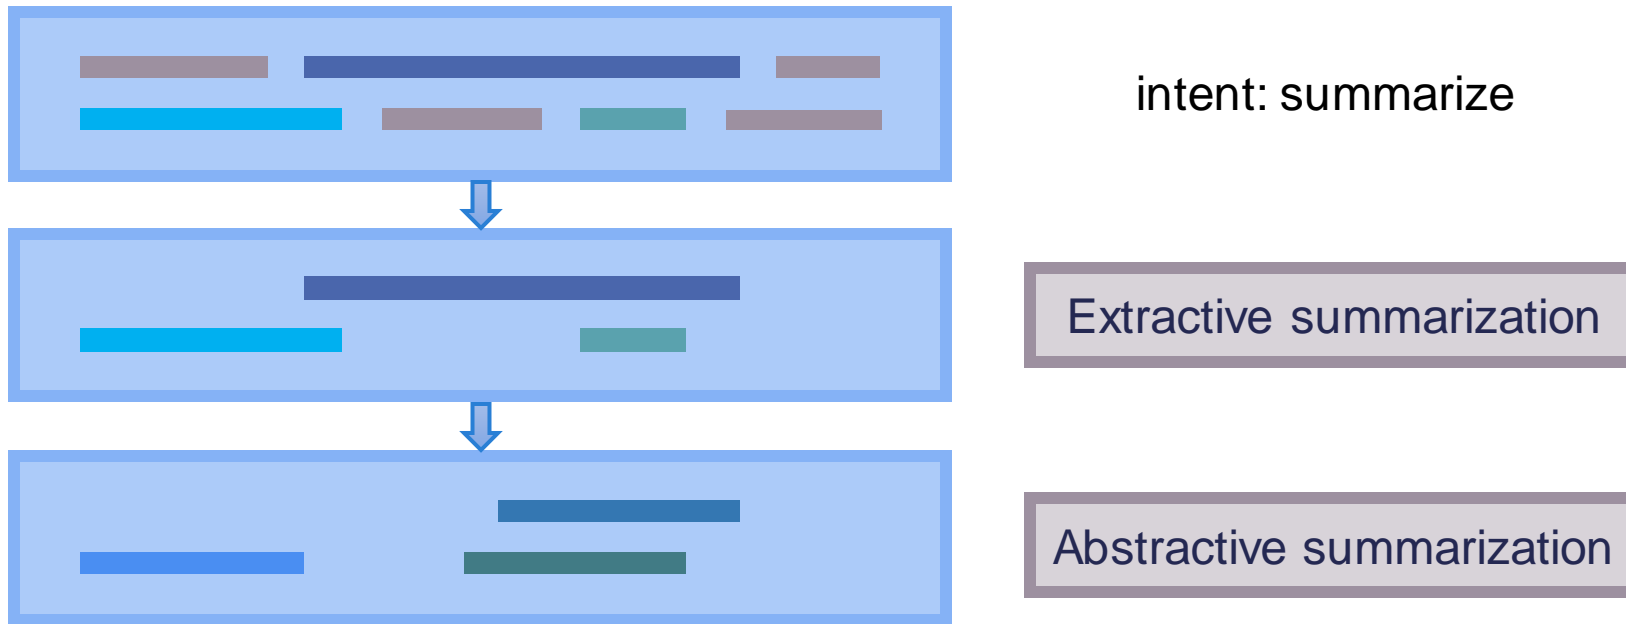 intent: summarize
Extractive summarization
Abstractive summarization